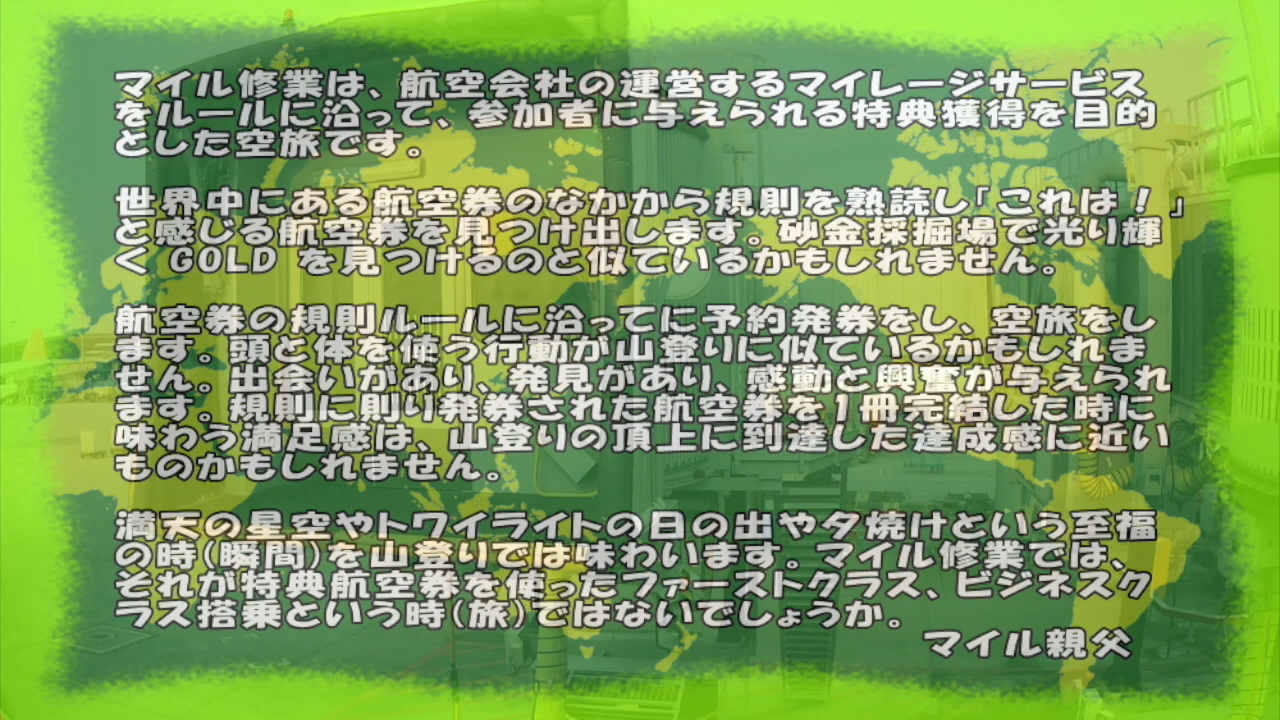 マイル修業は、航空会社の運営するマイレージサービス
をルールに沿って、参加者に与えられる特典獲得を目的
とした空旅です。
世界中にある航空券のなかから規則を熟読し「これは！」
と感じる航空券を見つけ出します。砂金採掘場で光り輝
く GOLD を見つけるのと似ているかもしれません。
航空券の規則ルールに沿ってに予約発券をし、空旅をし
ます。頭と体を使う行動が山登りに似ているかもしれま
せん。出会いがあり、発見があり、感動と興奮が与えられ
ます。規則に則り発券された航空券を1冊完結した時に
味わう満足感は、山登りの頂上に到達した達成感に近い
ものかもしれません。
満天の星空やトワイライトの日の出や夕焼けという至福
の時(瞬間)を山登りでは味わいます。マイル修業では、
それが特典航空券を使ったファーストクラス、ビジネスク
ラス搭乗という時(旅)ではないでしょうか。
マイル親父